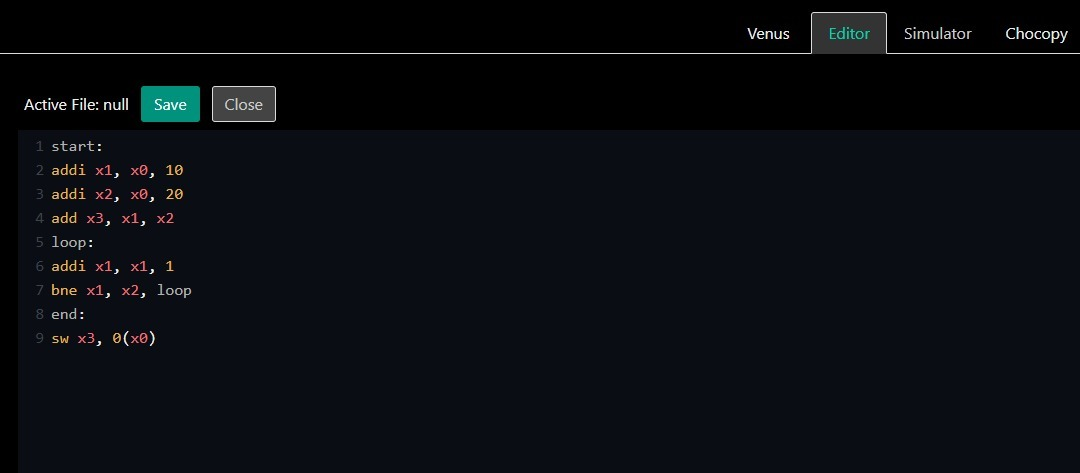 Venus Editor Simulator Chocopy
Active File: null Save Close
1 start:
2 addi x1, x0, 10
3 addi x2, x0, 20
4 add x3, x1, x2
5 loop:
6 addi x1, x1, 1
7 bne x1, x2, loop
8 end:
9 sw x3, 0(x0)